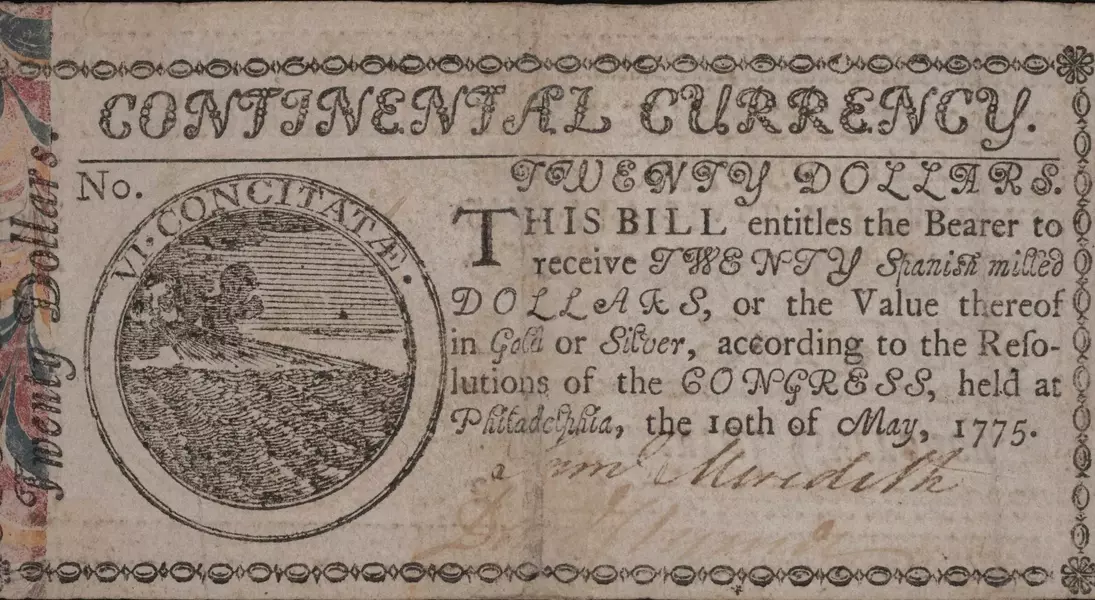 CONTINENTAL CURRENCY.
Twenty Dollars.
No.
VI·CONCITATÆ.
TWENTY DOLLARS.
THIS BILL entitles the Bearer to
receive TWENTY Spanish milled
DOLLARS, or the Value thereof
in Gold or Silver, according to the Reſo-
lutions of the CONGRESS, held at
Philadelphia, the 10th of May, 1775.
Meredith